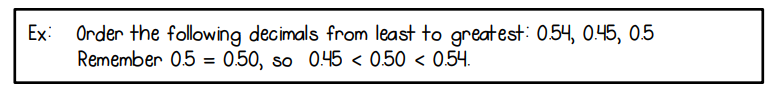 Ex: Order the following decimals from least to greatest: 0.54, 0.45, 0.5
Remember 0.5 = 0.50, so 0.45 < 0.50 < 0.54.